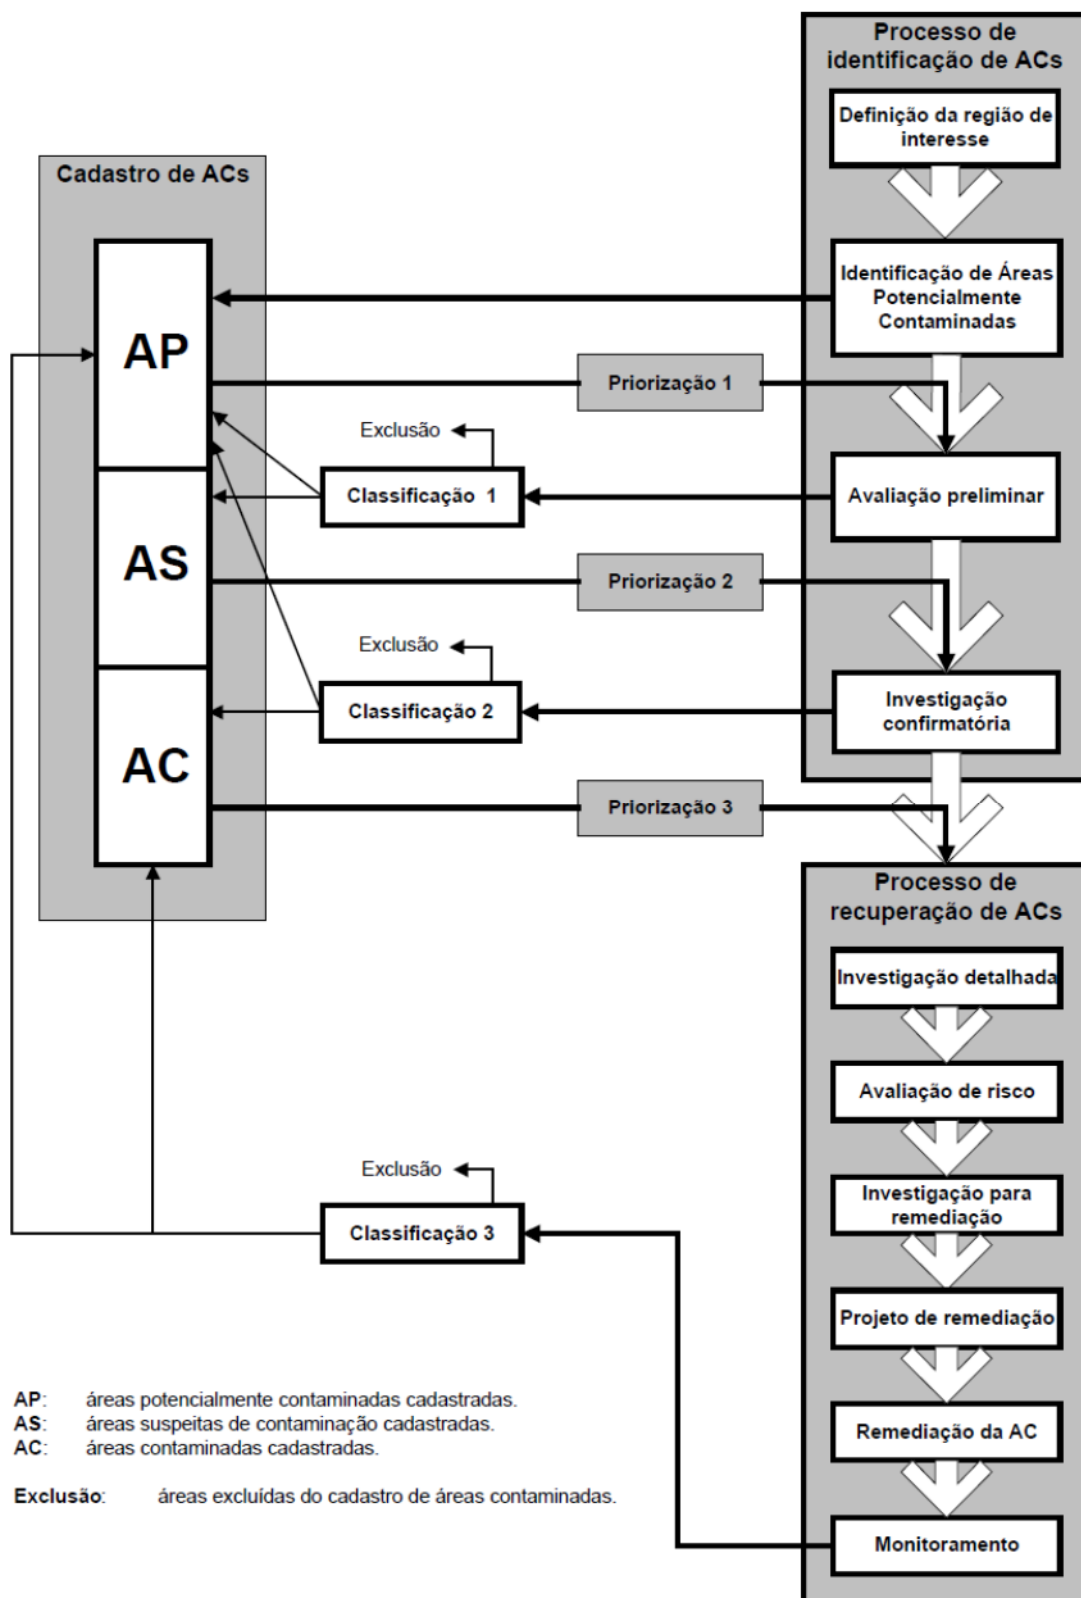 Processo de
identificação de ACs
Definição da região de
interesse
Cadastro de ACs
Identificação de Áreas
Potencialmente
Contaminadas
AP
Priorização 1
Exclusão
Classificação 1
Avaliação preliminar
AS
Priorização 2
Exclusão
Classificação 2
Investigação
confirmatória
AC
Priorização 3
Processo de
recuperação de ACs
Investigação detalhada
Avaliação de risco
Exclusão
Classificação 3
Investigação para
remediação
Projeto de remediação
Remediação da AC
Monitoramento
AP: áreas potencialmente contaminadas cadastradas.
AS: áreas suspeitas de contaminação cadastradas.
AC: áreas contaminadas cadastradas.
Exclusão: áreas excluídas do cadastro de áreas contaminadas.